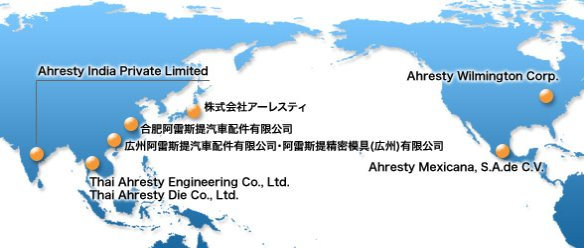 Ahresty India Private Limited
Ahresty Wilmington Corp.
株式会社アーレスティ
合肥阿雷斯提汽車配件有限公司
広州阿雷斯提汽車配件有限公司・阿雷斯提精密模具(広州)有限公司
Ahresty Mexicana, S.A.de C.V.
Thai Ahresty Engineering Co., Ltd.
Thai Ahresty Die Co., Ltd.